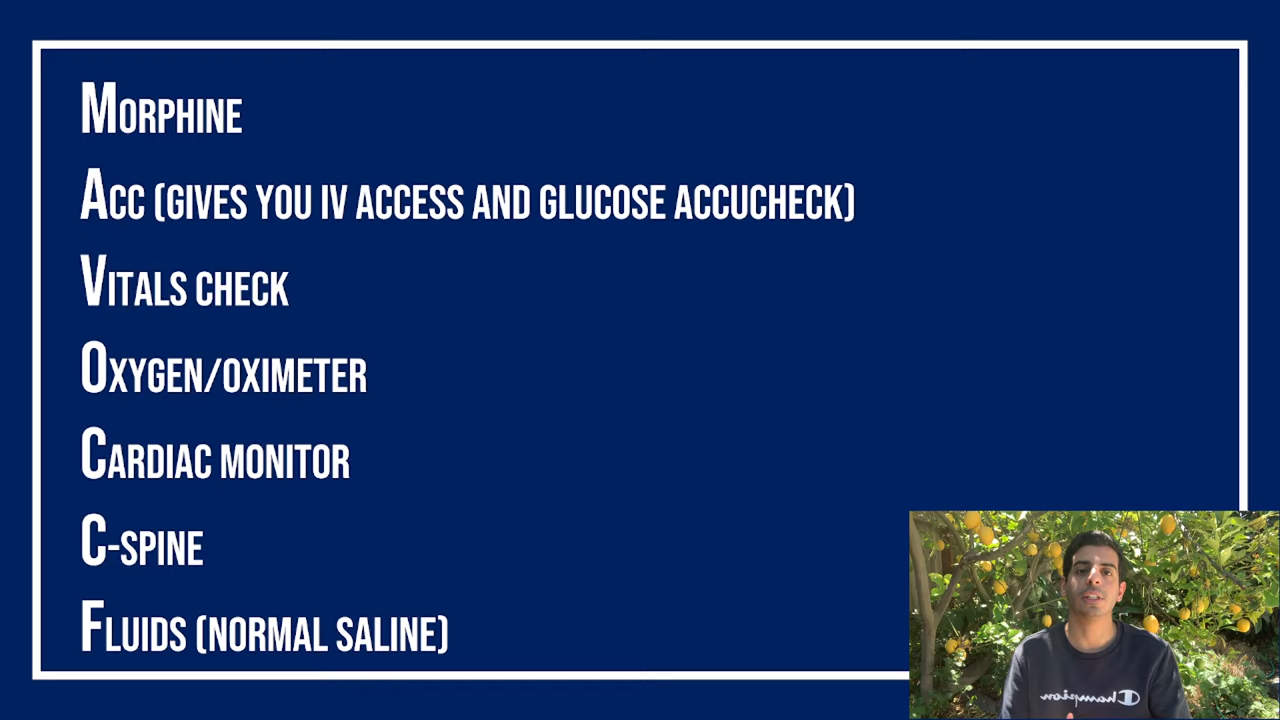 MORPHINE
ACC (GIVES YOU IV ACCESS AND GLUCOSE ACCUCHECK)
VITALS CHECK
OXYGEN/OXIMETER
CARDIAC MONITOR
C-SPINE
FLUIDS (NORMAL SALINE)
Champion